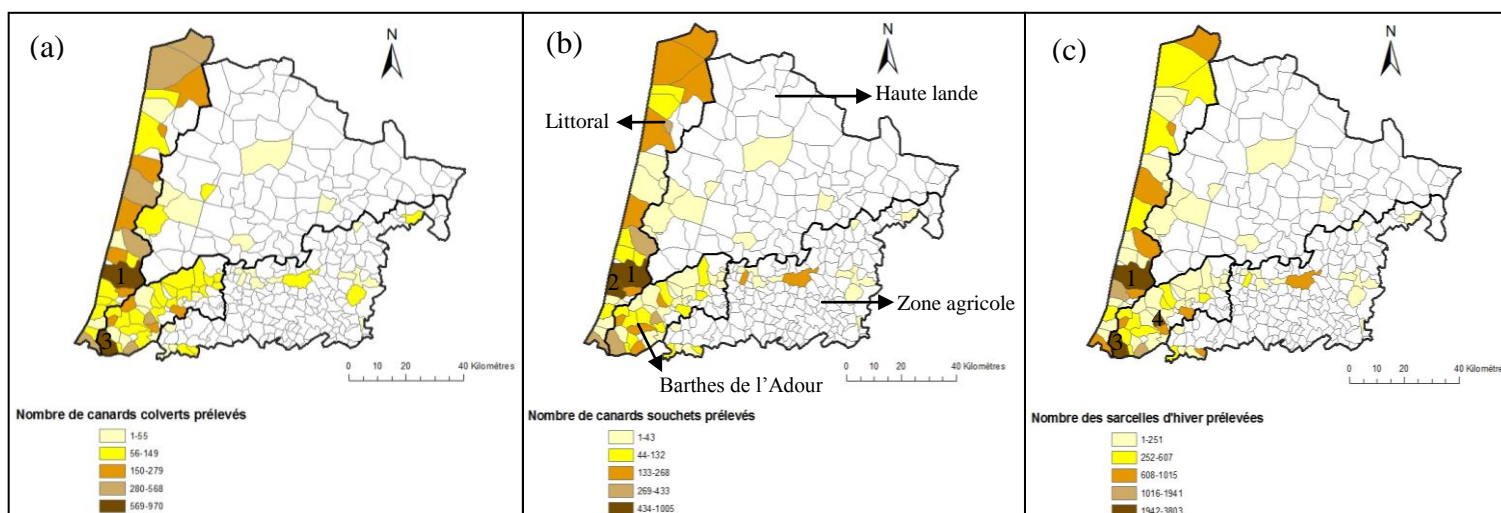 (a)
N
1
3
0 20 40 Kilomètres
Nombre de canards colverts prélevés
1-55
56-149
150-279
280-568
569-970
(b)
N
Haute lande
Littoral
2 1
Zone agricole
Barthes de l'Adour
0 20 40 Kilomètres
Nombre de canards souchets prélevés
1-43
44-132
133-268
269-433
434-1005
(c)
N
1
4
3
0 20 40 Kilomètres
Nombre des sarcelles d'hiver prélevées
1-251
252-607
608-1015
1016-1941
1942-3803